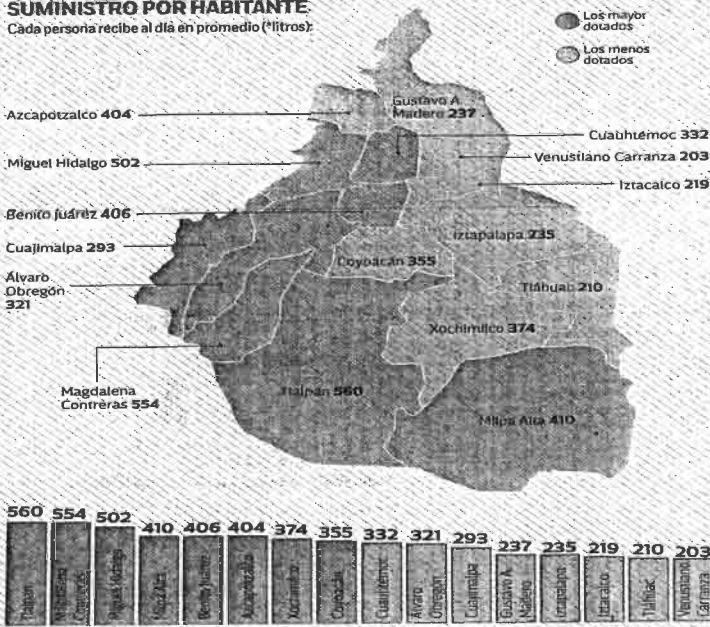 SUMINISTRO POR HABITANTE
Cada persona recibe al día en promedio (*litros):
Los mayor
dotados
Los menos
dotados
Azcapotzalco 404
Gustavo A.
Madero 237
Cuauhtémoc 332
Miguel Hidalgo 502
Venustiano Carranza 203
Iztacalco 219
Benito Juárez 406
Iztapalapa 235
Cuajimalpa 293
Coyoacán 355
Álvaro
Obregón
321
Tláhuac 210
Xochimilco 374
Magdalena
Contreras 554
Tlalpan 560
Milpa Alta 410
560 554 502 410 406 404 374 355 332 321 293 237 235 219 210 203
Tlalpan
Magdalena
Contreras
Miguel Hidalgo
Milpa Alta
Benito Juárez
Azcapotzalco
Xochimilco
Coyoacán
Cuauhtémoc
Álvaro
Obregón
Cuajimalpa
Gustavo A.
Madero
Iztapalapa
Iztacalco
Tláhuac
Venustiano
Carranza